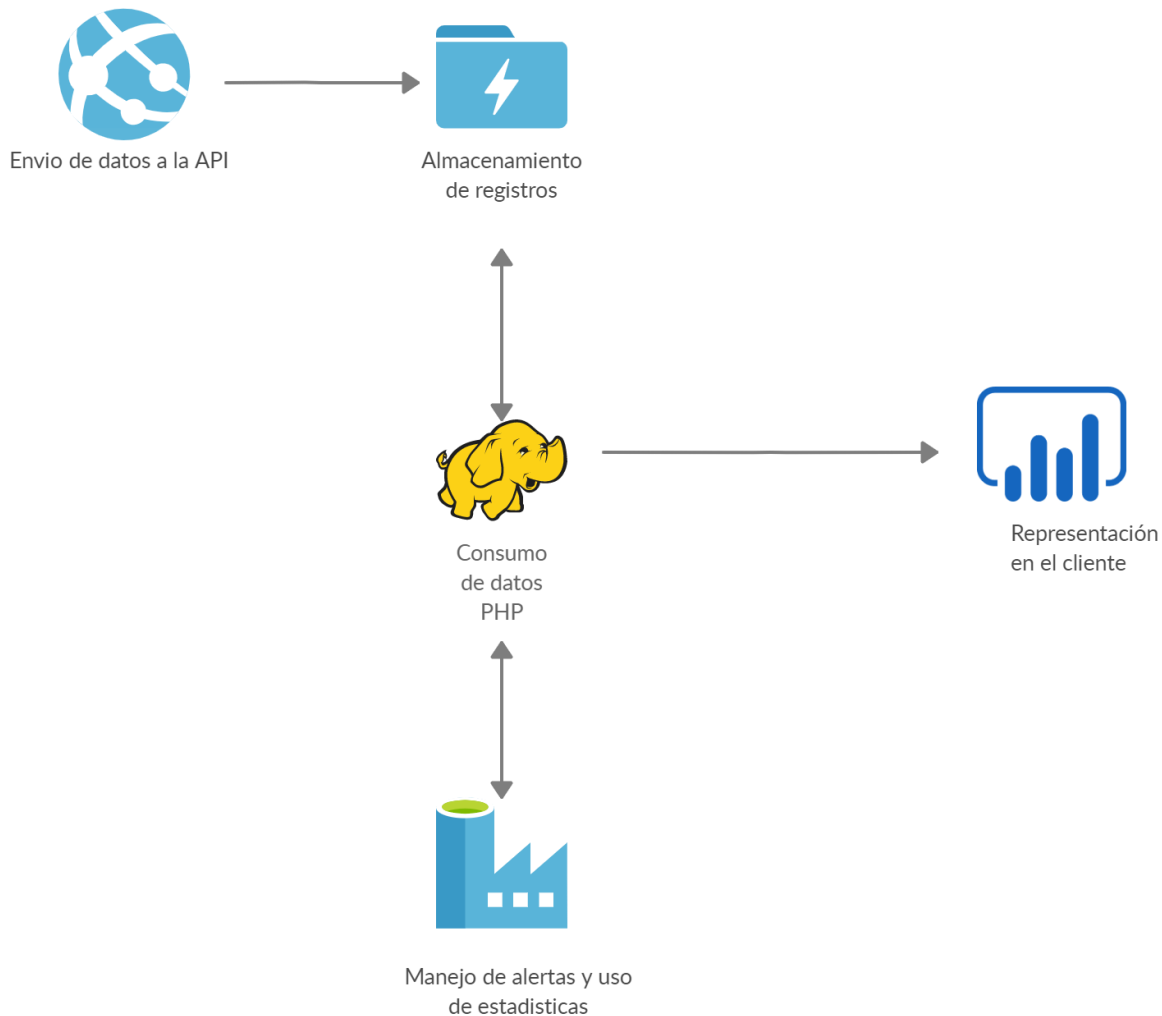 Envio de datos a la API
Almacenamiento
de registros
Consumo
de datos
PHP
Representación
en el cliente
Manejo de alertas y uso
de estadisticas